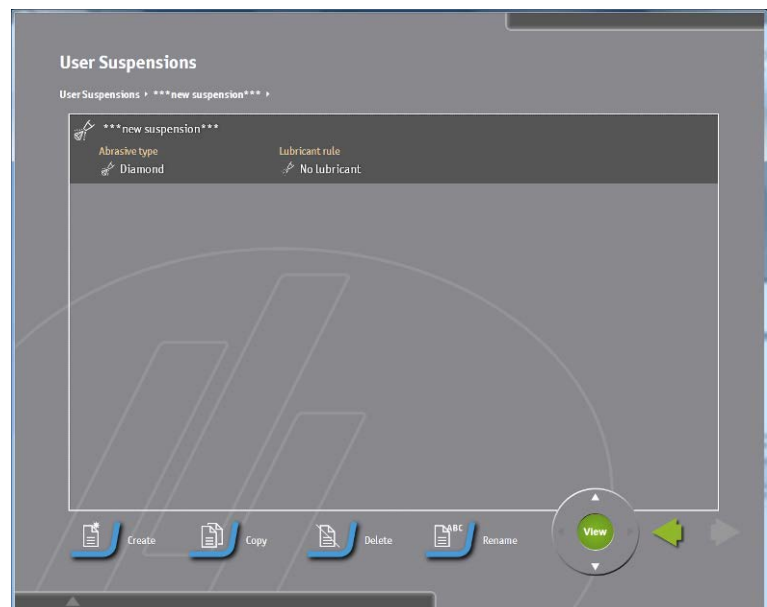 User Suspensions
User Suspensions ▸ ***new suspension*** ▸
***new suspension***
Abrasive type Lubricant rule
Diamond No lubricant
Create Copy Delete ABC Rename View